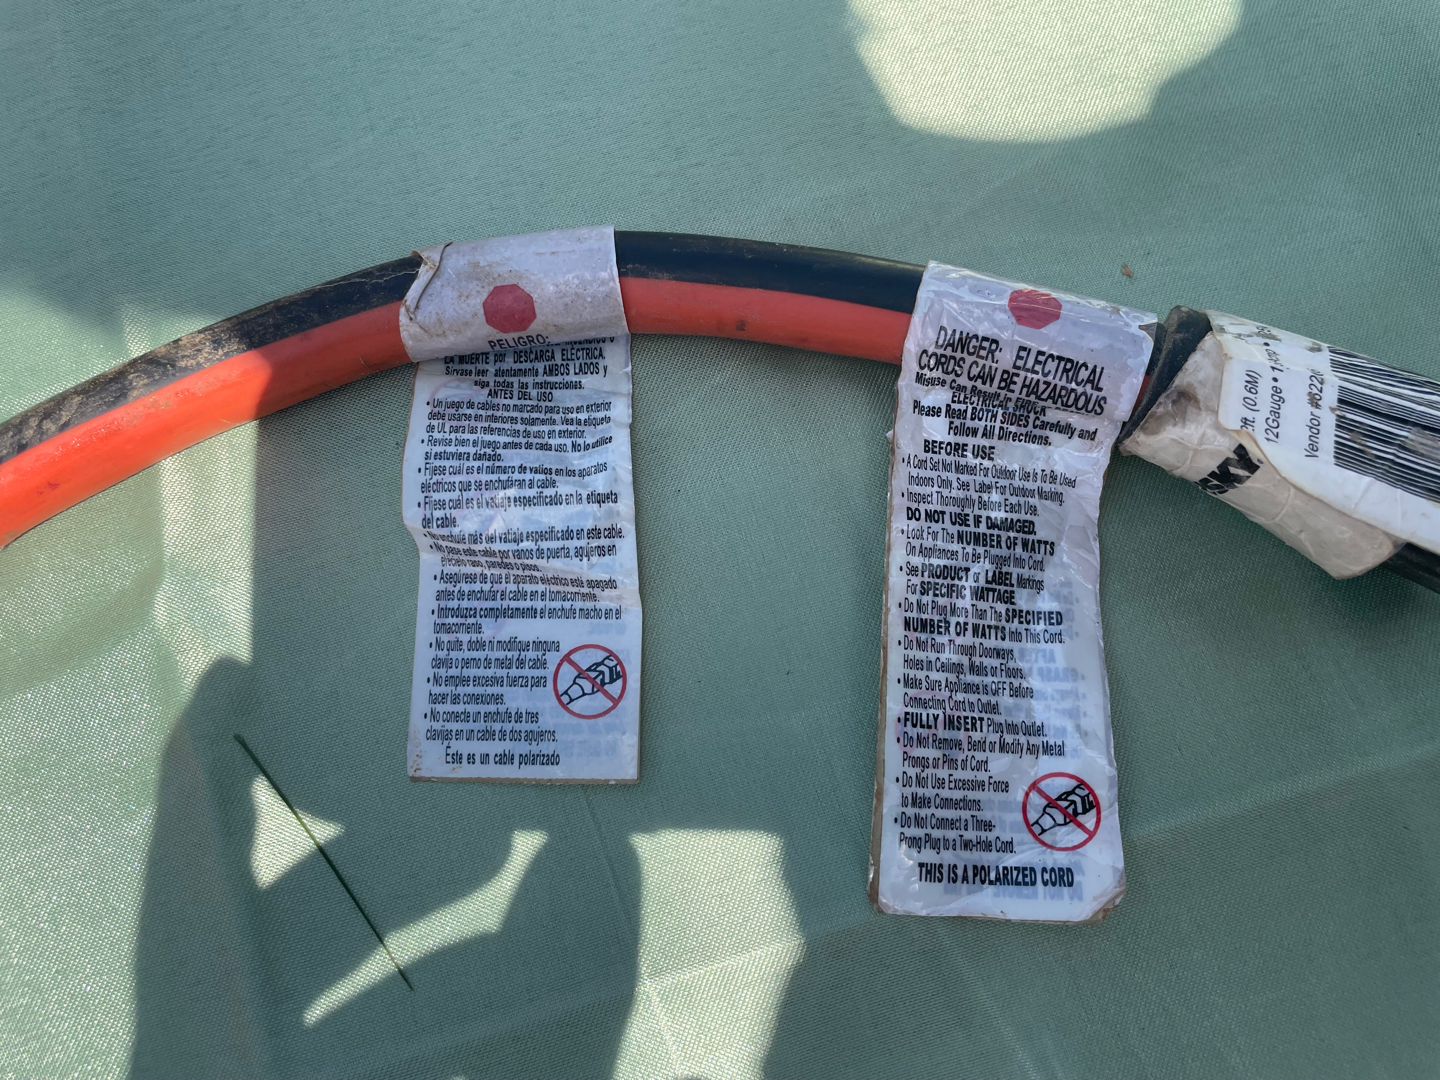 PELIGRO:
LA MUERTE por DESCARGA ELÉCTRICA.
Sirvase leer atentamente AMBOS LADOS y
siga todas las instrucciones.
ANTES DEL USO
• Un juego de cables no marcado para uso en exterior
debe usarse en interiores solamente. Vea la etiqueta
de UL para las referencias de uso en exterior.
• Revise bien el juego antes de cada uso. No lo utilice
si estuviera dañado.
• Fijese cuál es el número de vatios en los aparatos
eléctricos que se enchufaran al cable.
• Fijese cuál es el vatiaje especificado en la etiqueta
del cable.
• No enchufe más del vatiaje especificado en este cable.
• No pase este cable por vanos de puerta, agujeros en
paredes o pisos.
• Asegúrese de que el aparato eléctrico esté apagado
antes de enchufar el cable en el tomacorriente.
• Introduzca completamente el enchufe macho en el
tomacorriente.
• No quite, doble ni modifique ninguna
clavija o perno de metal del cable.
• No emplee excesiva fuerza para
hacer las conexiones.
• No conecte un enchufe de tres
clavijas en un cable de dos agujeros.
Éste es un cable polarizado
DANGER: ELECTRICAL
CORDS CAN BE HAZARDOUS
Misuse Can
ELECTRICAL SHOCK
Please Read BOTH SIDES Carefully and
Follow All Directions.
BEFORE USE
• A Cord Set Not Marked For Outdoor Use Is To Be Used
Indoors Only. See Label For Outdoor Marking.
• Inspect Thoroughly Before Each Use.
DO NOT USE IF DAMAGED.
• Look For The NUMBER OF WATTS
On Appliances To Be Plugged Into Cord.
• See PRODUCT or LABEL Markings
For SPECIFIC WATTAGE
• Do Not Plug More Than The SPECIFIED
NUMBER OF WATTS Into This Cord.
• Do Not Run Through Doorways,
Holes in Ceilings, Walls or Floors.
• Make Sure Appliance is OFF Before
Connecting Cord to Outlet.
• FULLY INSERT Plug Into Outlet.
• Do Not Remove, Bend or Modify Any Metal
Prongs or Pins of Cord.
• Do Not Use Excessive Force
to Make Connections.
• Do Not Connect a Three-
Prong Plug to a Two-Hole Cord.
THIS IS A POLARIZED CORD
2ft. (0.6M)
12Gauge •
Vendor #622
SKY